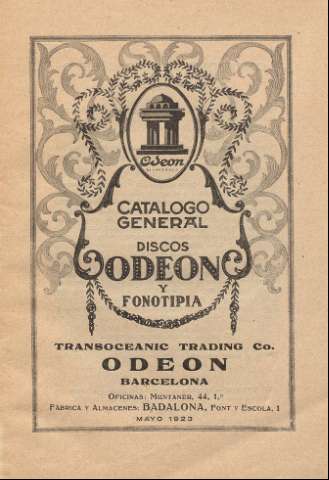 Odeon
CATALOGO
GENERAL
DISCOS
ODEON
Y
FONOTIPIA
TRANSOCEANIC TRADING Co.
ODEON
BARCELONA
OFICINAS: MUNTANER, 44, 1.º
FÁBRICA Y ALMACENES: BADALONA, FONT Y ESCOLA, 1
MAYO 1923